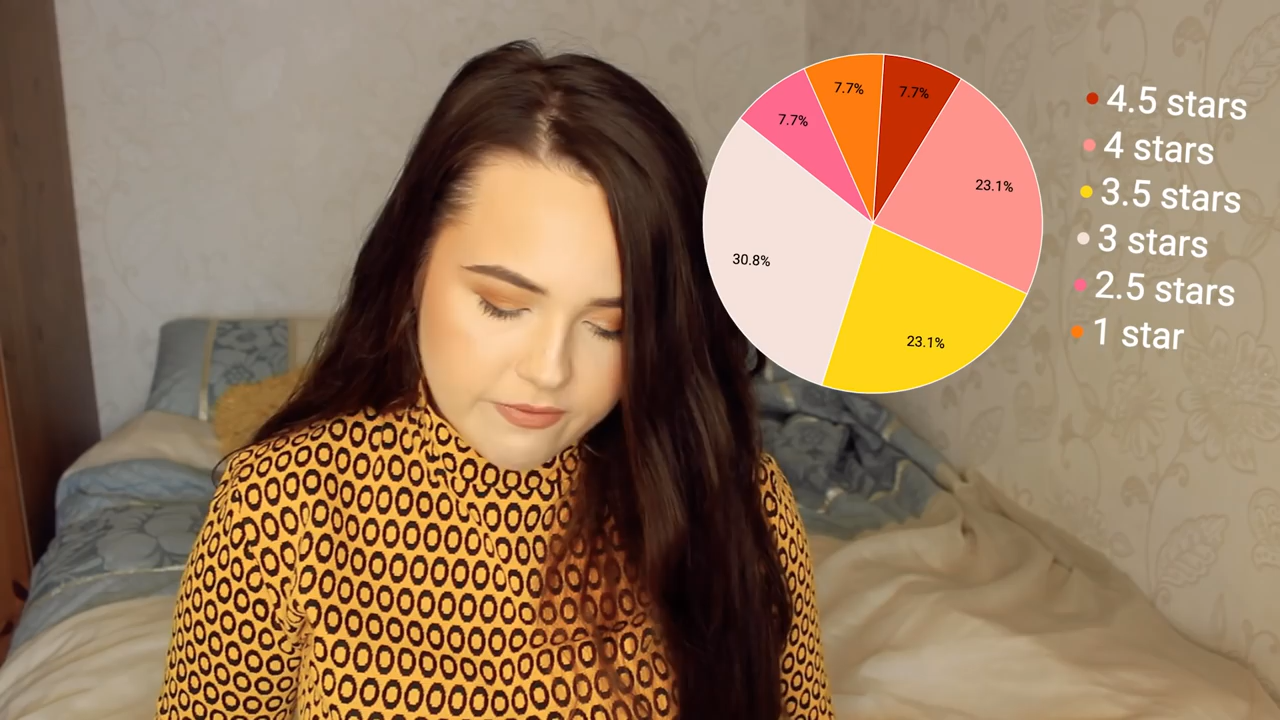 7.7%
7.7%
7.7%
23.1%
30.8%
23.1%
4.5 stars
4 stars
3.5 stars
3 stars
2.5 stars
1 star